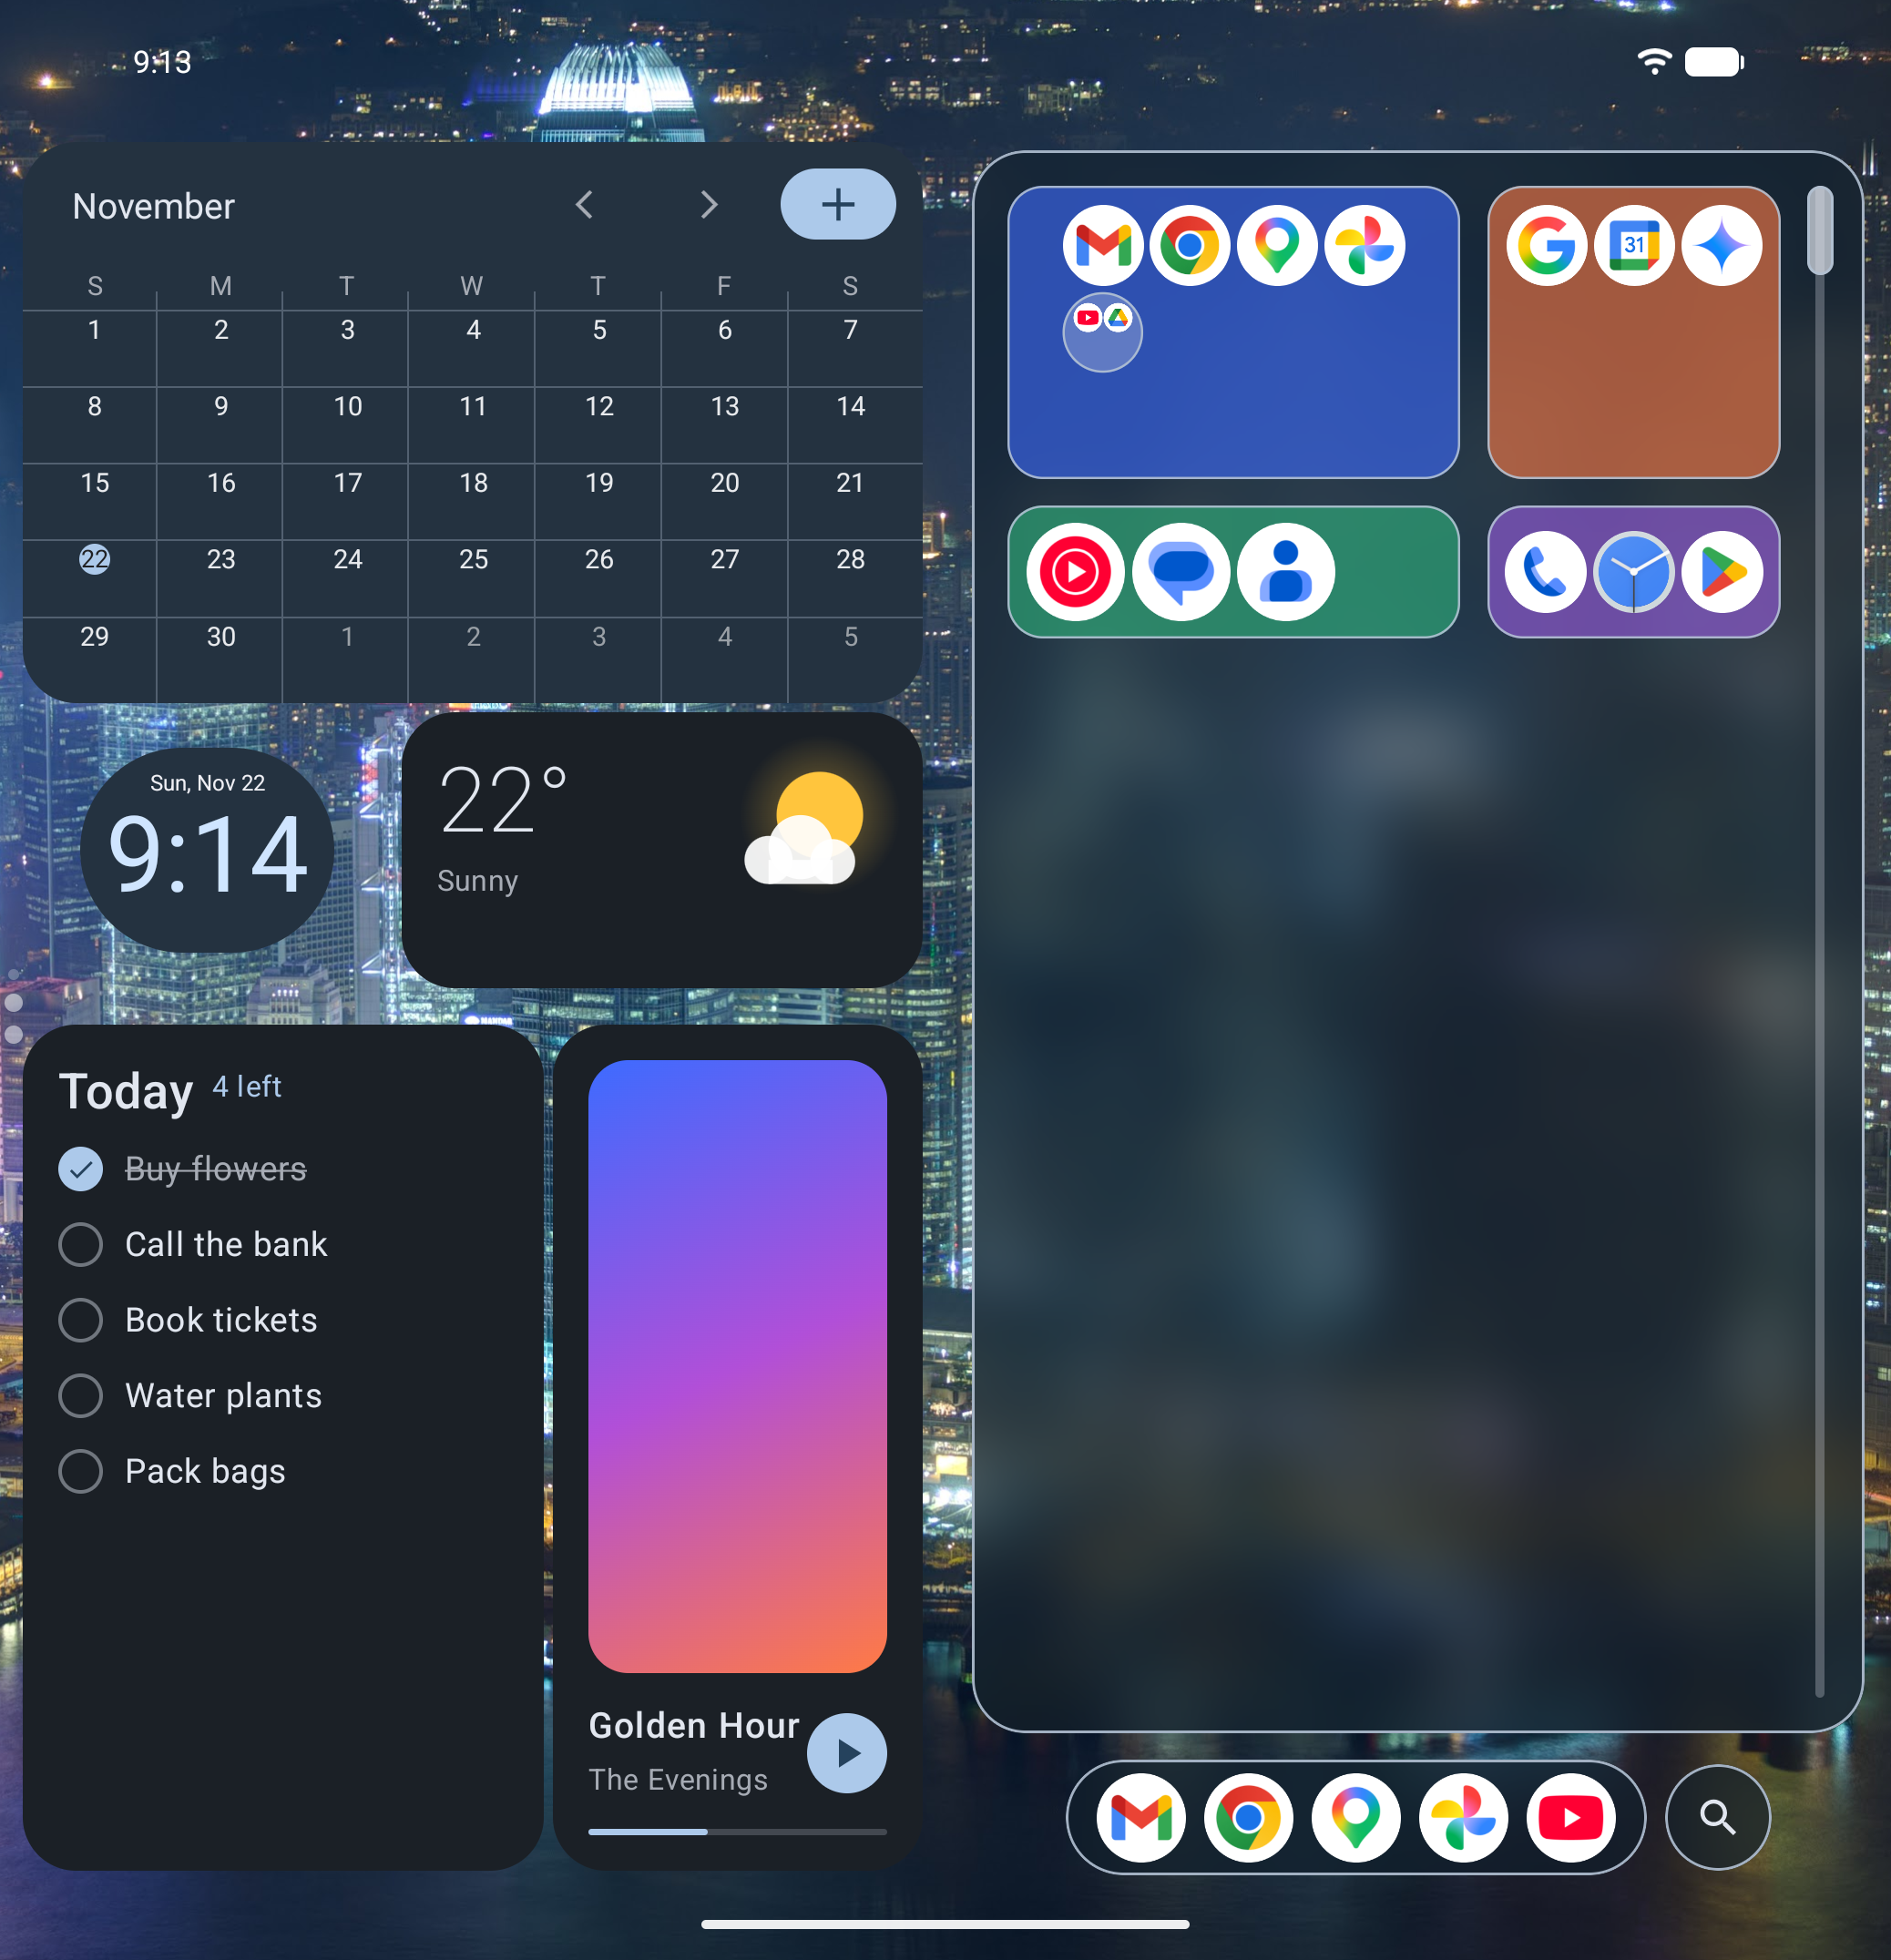 9:13
November
S M T W T F S
1 2 3 4 5 6 7
8 9 10 11 12 13 14
15 16 17 18 19 20 21
22 23 24 25 26 27 28
29 30 1 2 3 4 5
Sun, Nov 22
9:14
22°
Sunny
Today 4 left
Buy flowers
Call the bank
Book tickets
Water plants
Pack bags
Golden Hour
The Evenings
31